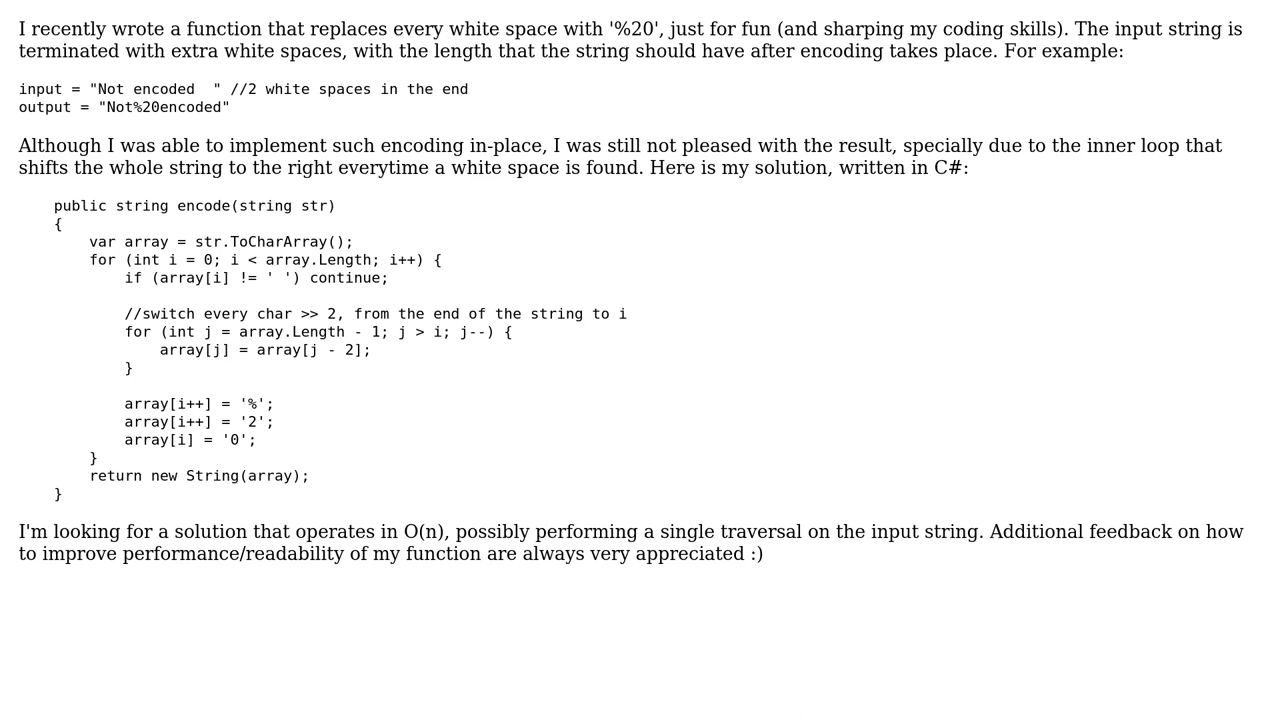 I recently wrote a function that replaces every white space with '%20', just for fun (and sharping my coding skills). The input string is
terminated with extra white spaces, with the length that the string should have after encoding takes place. For example:
input = "Not encoded  " //2 white spaces in the end
output = "Not%20encoded"
Although I was able to implement such encoding in-place, I was still not pleased with the result, specially due to the inner loop that
shifts the whole string to the right everytime a white space is found. Here is my solution, written in C#:
    public string encode(string str)
    {
        var array = str.ToCharArray();
        for (int i = 0; i < array.Length; i++) {
            if (array[i] != ' ') continue;
            //switch every char >> 2, from the end of the string to i
            for (int j = array.Length - 1; j > i; j--) {
                array[j] = array[j - 2];
            }
            array[i++] = '%';
            array[i++] = '2';
            array[i] = '0';
        }
        return new String(array);
    }
I'm looking for a solution that operates in O(n), possibly performing a single traversal on the input string. Additional feedback on how
to improve performance/readability of my function are always very appreciated :)